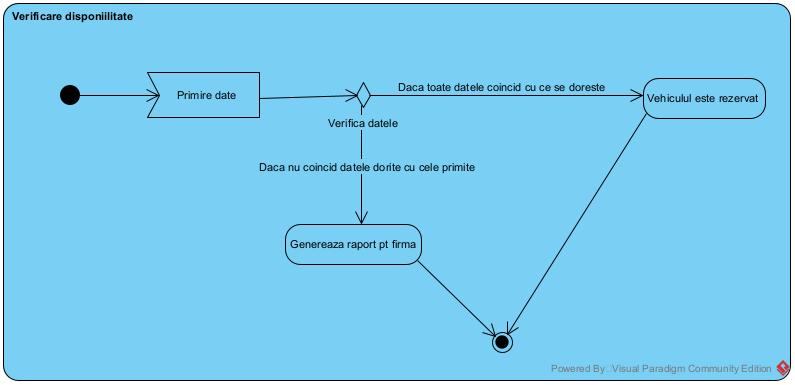 Verificare disponiilitate
Primire date
Daca toate datele coincid cu ce se doreste
Vehiculul este rezervat
Verifica datele
Daca nu coincid datele dorite cu cele primite
Genereaza raport pt firma
Powered By Visual Paradigm Community Edition